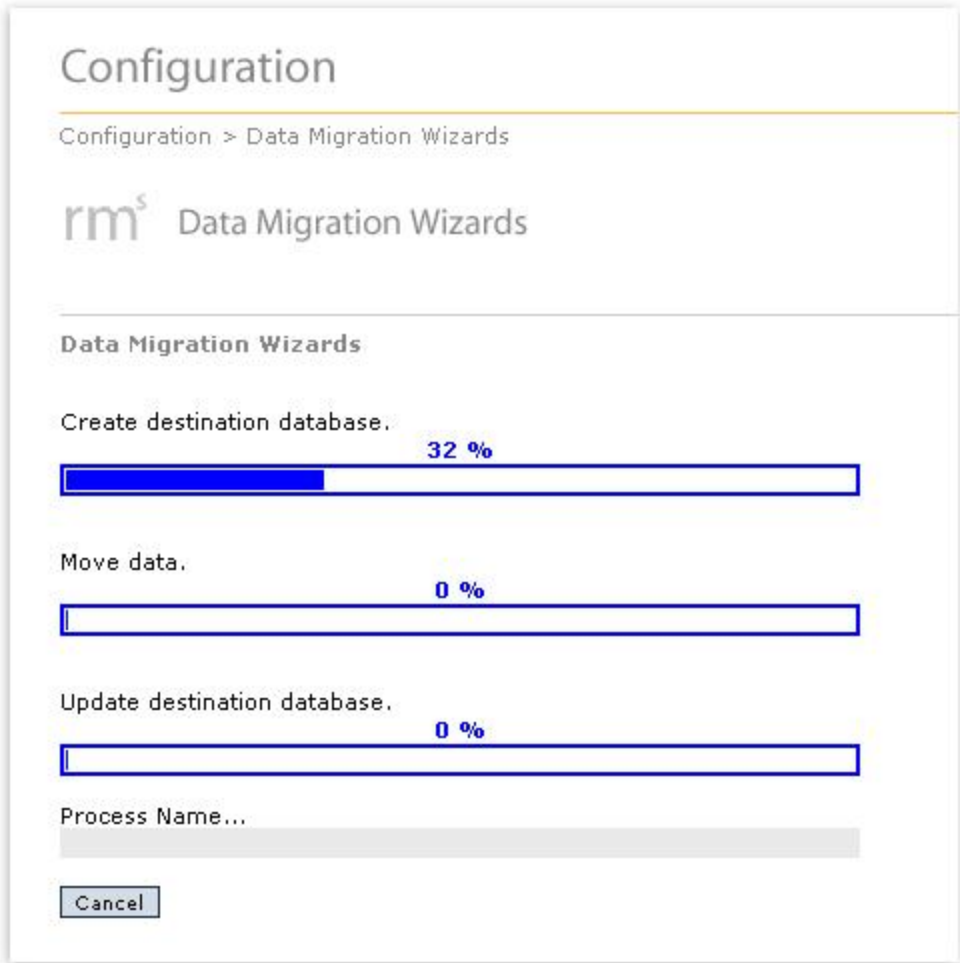 Configuration
Configuration > Data Migration Wizards
rms Data Migration Wizards
Data Migration Wizards
Create destination database.
32 %
Move data.
0 %
Update destination database.
0 %
Process Name...
Cancel